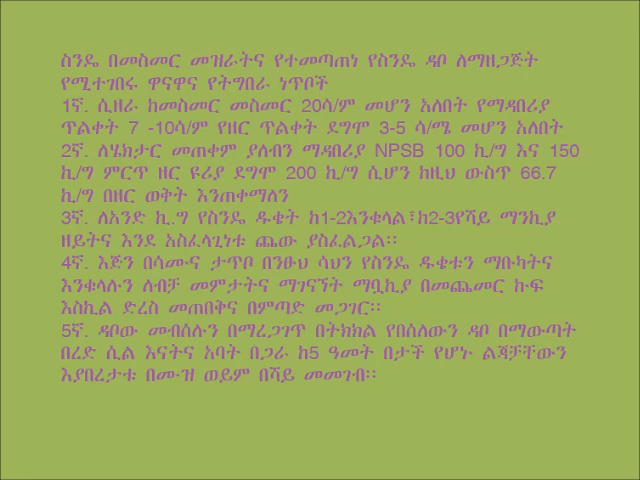 ስንዴ በመስመር መዝራትና የተመጣጠነ የስንዴ ዳቦ ለማዘጋጅት
የሚተገበሩ ዋናዋና የትግበራ ነጥቦች
1ኛ. ሲዘራ ከመስመር መስመር 20ሳ/ም መሆን አለበት የማዳበሪያ
ጥልቀት 7 -10ሳ/ም የዘር ጥልቀት ደግሞ 3-5 ሳ/ሜ መሆን አለበት
2ኛ. ለሄክታር መጠቀም ያለብን ማዳበሪያ NPSB 100 ኪ/ግ እና 150
ኪ/ግ ምርጥ ዘር ዩሪያ ደግሞ 200 ኪ/ግ ሲሆን ከዚህ ውስጥ 66.7
ኪ/ግ በዘር ወቅት እንጠቀማለን
3ኛ. ለአንድ ኪ.ግ የስንዴ ዱቄት ከ1-2እንቁላል፣ከ2-3የሻይ ማንኪያ
ዘይትና እንደ አስፈላጊነቱ ጨው ያስፈልጋል፡፡
4ኛ. እጅን በሳሙና ታጥቦ በንፁህ ሳህን የስንዴ ዱቄቱን ማቡካትና
እንቁላሉን ለብቻ መምታትና ማገናኘት ማቧኪያ በመጨመር ኩፍ
እስኪል ድረስ መጠበቅና በምጣድ መጋገር፡፡
5ኛ. ዳቦው መብሰሉን በማረጋገጥ በትክክል የበሰለውን ዳቦ በማውጣት
በረድ ሲል እናትና አባት በጋራ ከ5 ዓመት በታች የሆኑ ልጃቻቸውን
እያበረታቱ በሙዝ ወይም በሻይ መመገብ፡፡